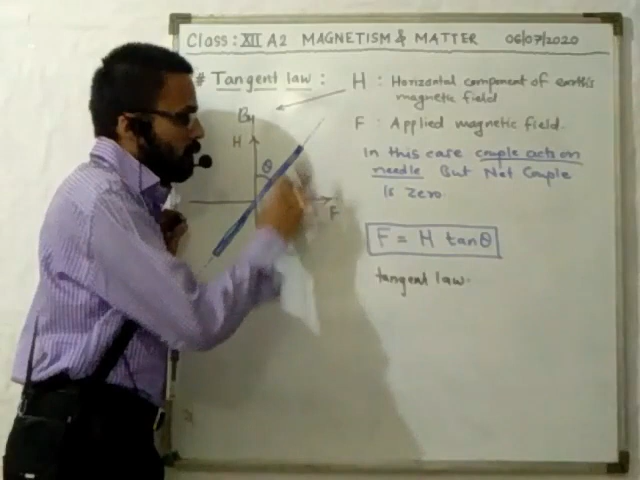 Class: XII A2 MAGNETISM & MATTER 06/07/2020
# Tangent law :
H : Horizontal component of earth's
magnetic field
F : Applied magnetic field.
In this case couple act on
needle But Net Couple
is zero
F = H tanθ
tangent law.
By
H
θ
F